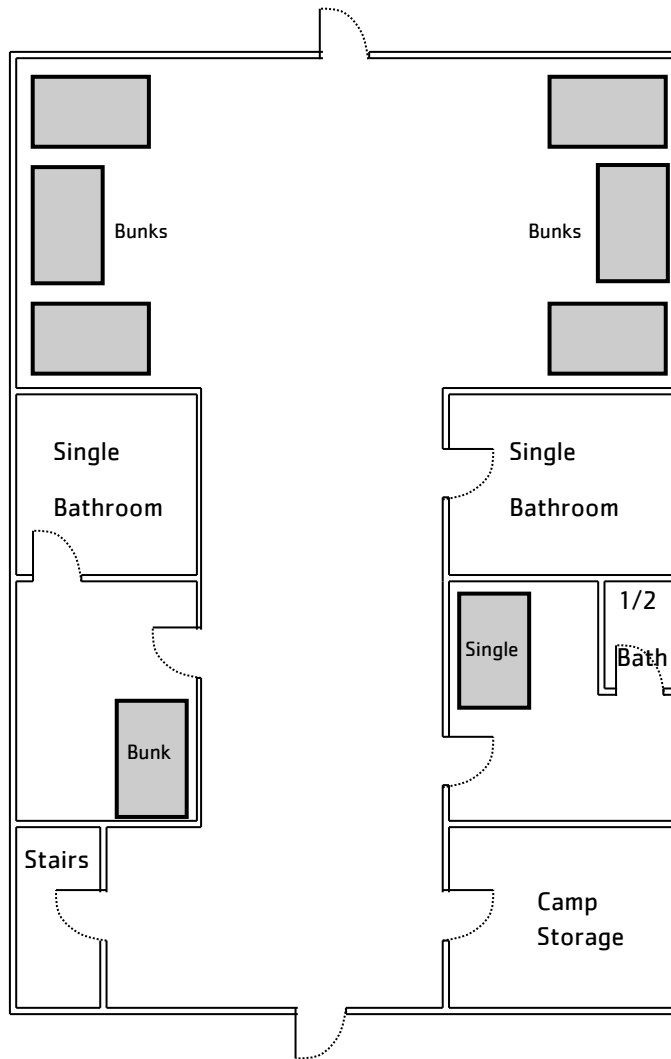 Bunks
Bunks
Single
Bathroom
Single
Bathroom
1/2
Bath
Single
Bunk
Stairs
Camp
Storage